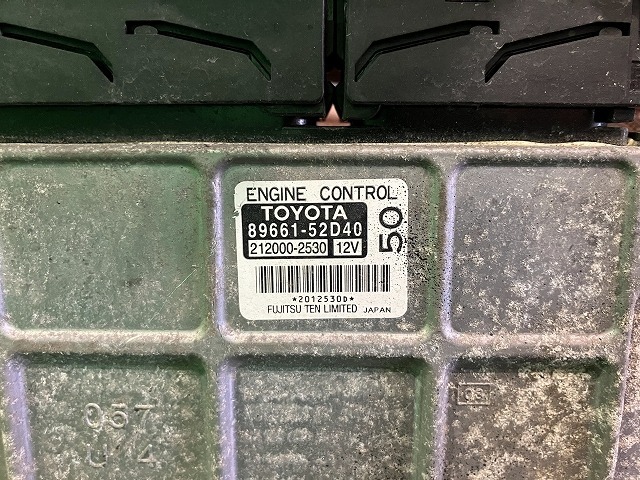 ENGINE CONTROL
TOYOTA
89661-52D40
212000-2530 12V
50
*2012530D*
FUJITSU TEN LIMITED JAPAN
057